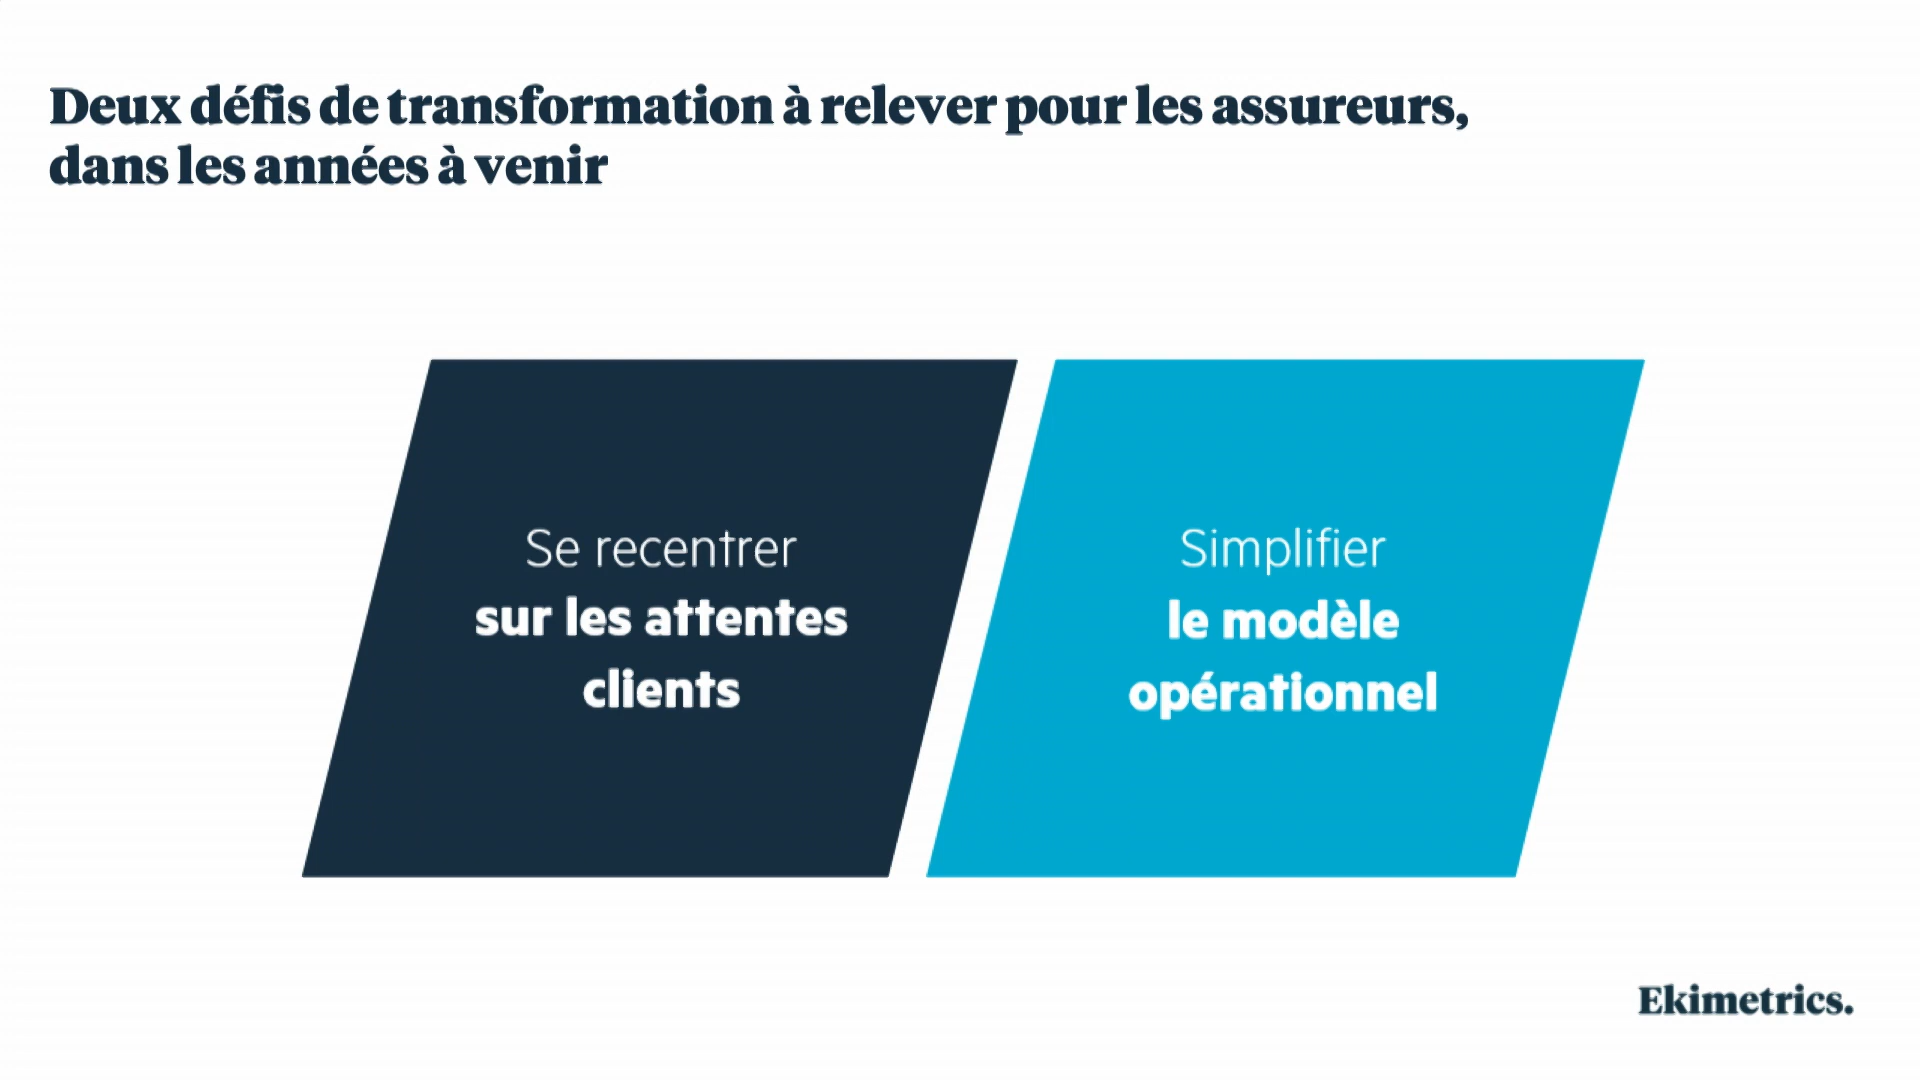 Deux défis de transformation à relever pour les assureurs,
dans les années à venir
Se recentrer
sur les attentes
clients
Simplifier
le modèle
opérationnel
Ekimetrics.